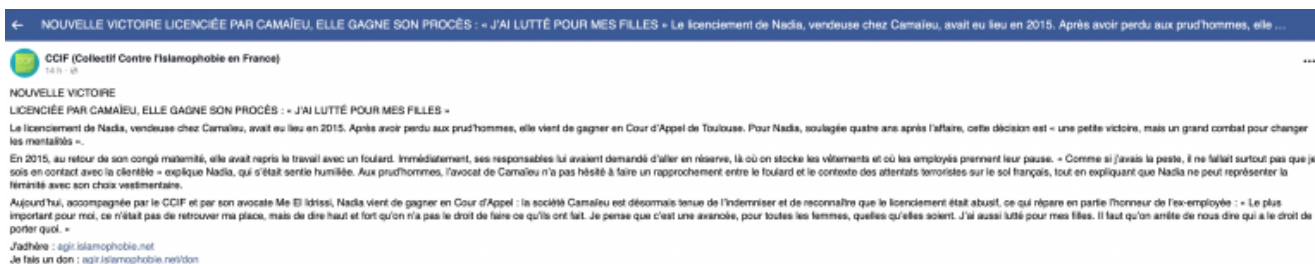 ← NOUVELLE VICTOIRE LICENCIÉE PAR CAMAÏEU, ELLE GAGNE SON PROCÈS : « J'AI LUTTÉ POUR MES FILLES » Le licenciement de Nadia, vendeuse chez Camaïeu, avait eu lieu en 2015. Après avoir perdu aux prud'hommes, elle ...
CCIF (Collectif Contre l'Islamophobie en France)
14 h ·
NOUVELLE VICTOIRE
LICENCIÉE PAR CAMAÏEU, ELLE GAGNE SON PROCÈS : « J'AI LUTTÉ POUR MES FILLES »
Le licenciement de Nadia, vendeuse chez Camaïeu, avait eu lieu en 2015. Après avoir perdu aux prud'hommes, elle vient de gagner en Cour d'Appel de Toulouse. Pour Nadia, soulagée quatre ans après l'affaire, cette décision est « une petite victoire, mais un grand combat pour changer
les mentalités ».
En 2015, au retour de son congé maternité, elle avait repris le travail avec un foulard. Immédiatement, ses responsables lui avaient demandé d'aller en réserve, là où on stocke les vêtements et où les employés prennent leur pause. « Comme si j'avais la peste, il ne fallait surtout pas que je
sois en contact avec la clientèle » explique Nadia, qui s'était sentie humiliée. Aux prud'hommes, l'avocat de Camaïeu n'a pas hésité à faire un rapprochement entre le foulard et le contexte des attentats terroristes sur le sol français, tout en expliquant que Nadia ne peut représenter la
féminité avec son choix vestimentaire.
Aujourd'hui, accompagnée par le CCIF et par son avocate Me El Idrissi, Nadia vient de gagner en Cour d'Appel : la société Camaïeu est désormais tenue de l'indemniser et de reconnaître que le licenciement était abusif, ce qui répare en partie l'honneur de l'ex-employée : « Le plus
important pour moi, ce n'était pas de retrouver ma place, mais de dire haut et fort qu'on n'a pas le droit de faire ce qu'ils ont fait. Je pense que c'est une avancée, pour toutes les femmes, quelles qu'elles soient. J'ai aussi lutté pour mes filles. Il faut qu'on arrête de nous dire qui a le droit de
porter quoi. »
J'adhère : agir.islamophobie.net
Je fais un don : agir.islamophobie.net/don